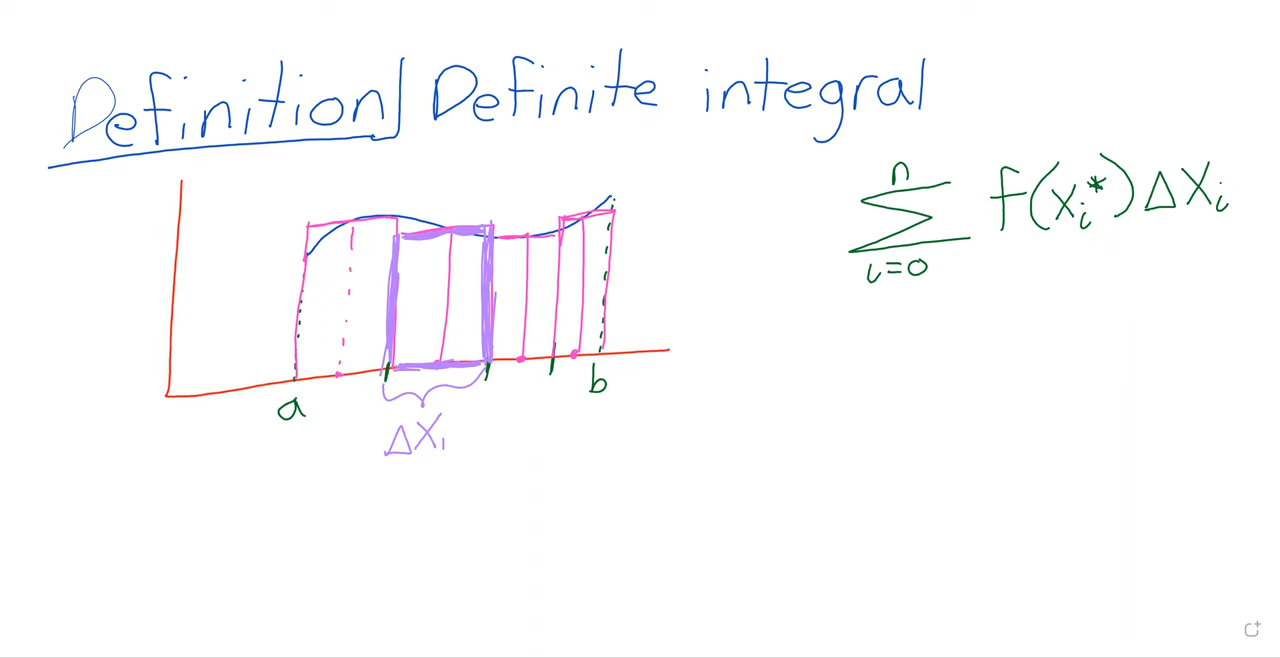 Definition Definite integral
n
∑ f(xᵢ*)Δxᵢ
i=0
a
b
Δx₁